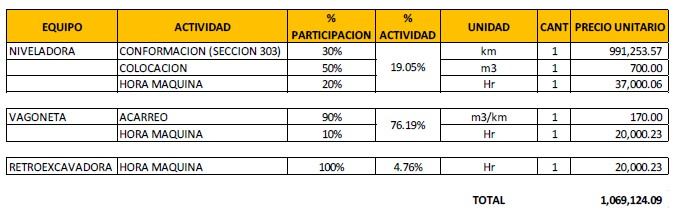 EQUIPO ACTIVIDAD % PARTICIPACION % ACTIVIDAD UNIDAD CANT PRECIO UNITARIO
NIVELADORA CONFORMACION (SECCION 303) 30% 19.05% km 1 991,253.57
COLOCACION 50% m3 1 700.00
HORA MAQUINA 20% Hr 1 37,000.06
VAGONETA ACARREO 90% 76.19% m3/km 1 170.00
HORA MAQUINA 10% Hr 1 20,000.23
RETROEXCAVADORA HORA MAQUINA 100% 4.76% Hr 1 20,000.23
TOTAL 1,069,124.09